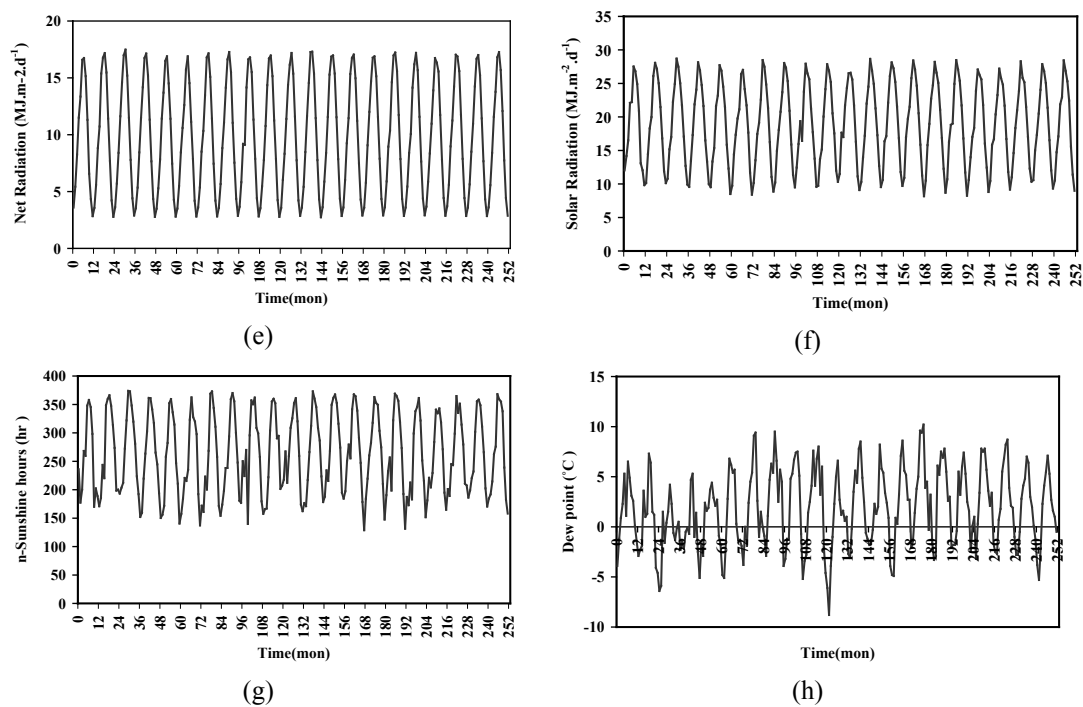 Net Radiation (MJ.m-2.d⁻¹)
20
15
10
5
0
0 12 24 36 48 60 72 84 96 108 120 132 144 156 168 180 192 204 216 228 240 252
Time(mon)
(e)
Solar Radiation (MJ.m⁻².d⁻¹)
35
30
25
20
15
10
5
0
0 12 24 36 48 60 72 84 96 108 120 132 144 156 168 180 192 204 216 228 240 252
Time(mon)
(f)
n-Sunshine hours (hr )
400
350
300
250
200
150
100
50
0
0 12 24 36 48 60 72 84 96 108 120 132 144 156 168 180 192 204 216 228 240 252
Time(mon)
(g)
Dew point (°C)
15
10
5
0
-5
-10
0 12 24 36 48 60 72 84 96 108 120 132 144 156 168 180 192 204 216 228 240 252
Time(mon)
(h)